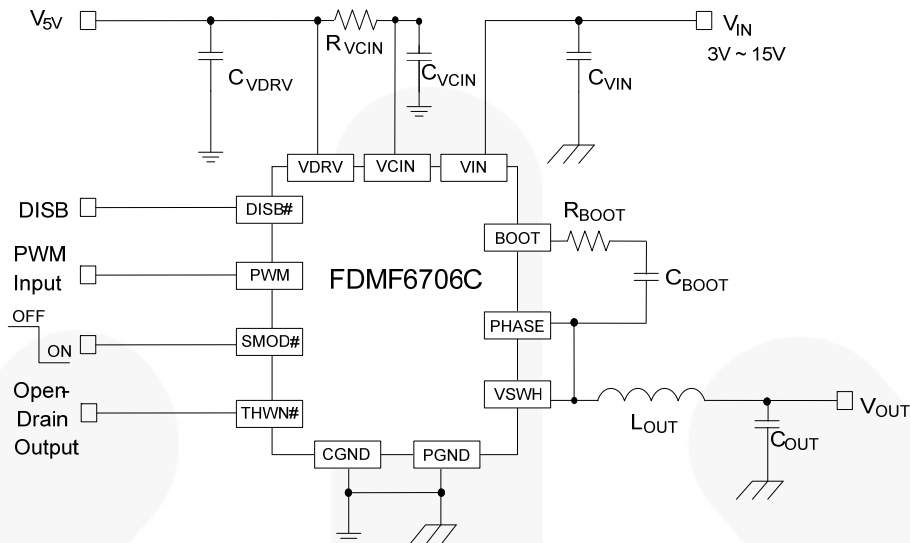 V5V
RVCIN
CVDRV
CVCIN
CVIN
VIN
3V ~ 15V
VDRV
VCIN
VIN
DISB
DISB#
PWM
Input
PWM
OFF
ON
SMOD#
Open-
Drain
Output
THWN#
FDMF6706C
BOOT
RBOOT
CBOOT
PHASE
VSWH
LOUT
COUT
VOUT
CGND
PGND